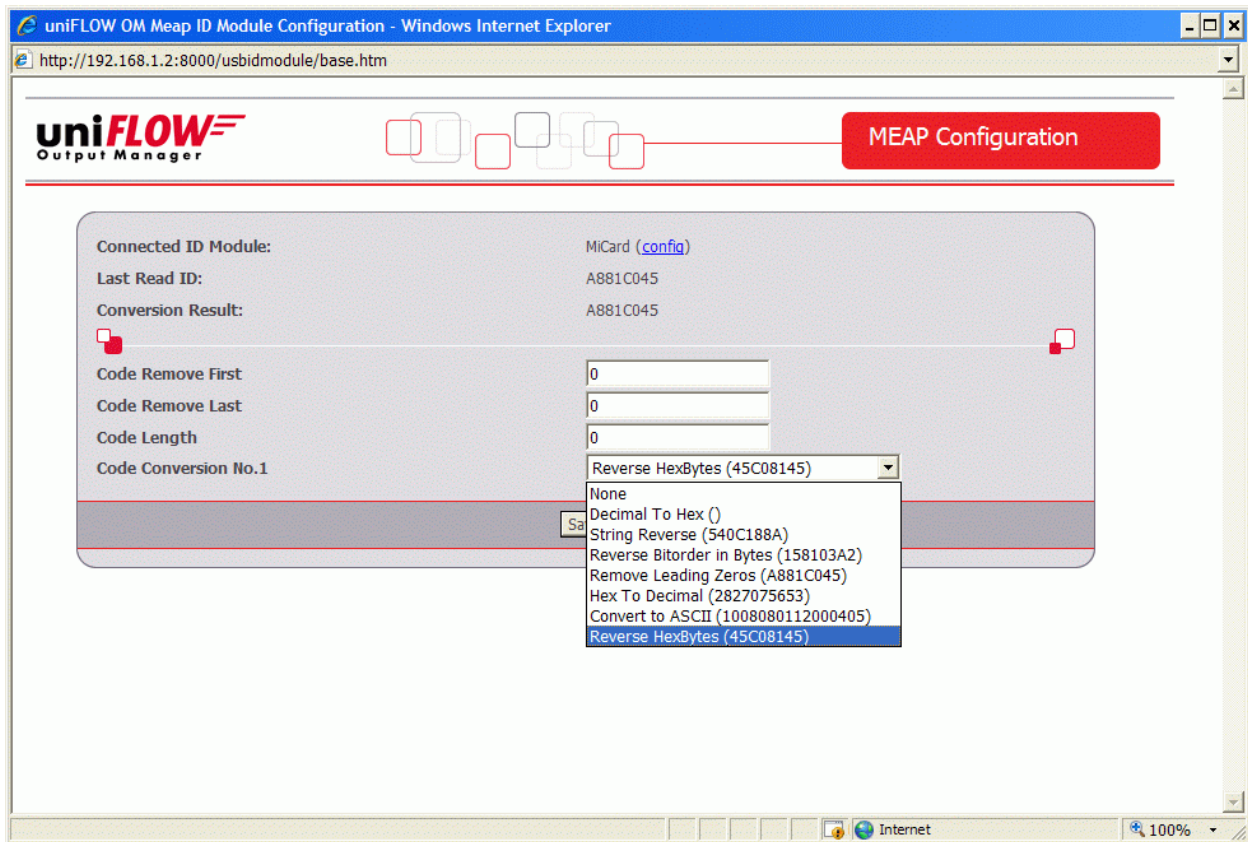 uniFLOW OM Meap ID Module Configuration - Windows Internet Explorer
http://192.168.1.2:8000/usbidmodule/base.htm
uniFLOW
Output Manager
MEAP Configuration
Connected ID Module: MiCard (config)
Last Read ID: A881C045
Conversion Result: A881C045
Code Remove First 0
Code Remove Last 0
Code Length 0
Code Conversion No.1 Reverse HexBytes (45C08145)
None
Decimal To Hex ()
String Reverse (540C188A)
Reverse Bitorder in Bytes (158103A2)
Remove Leading Zeros (A881C045)
Hex To Decimal (2827075653)
Convert to ASCII (1008080112000405)
Reverse HexBytes (45C08145)
Internet 100%